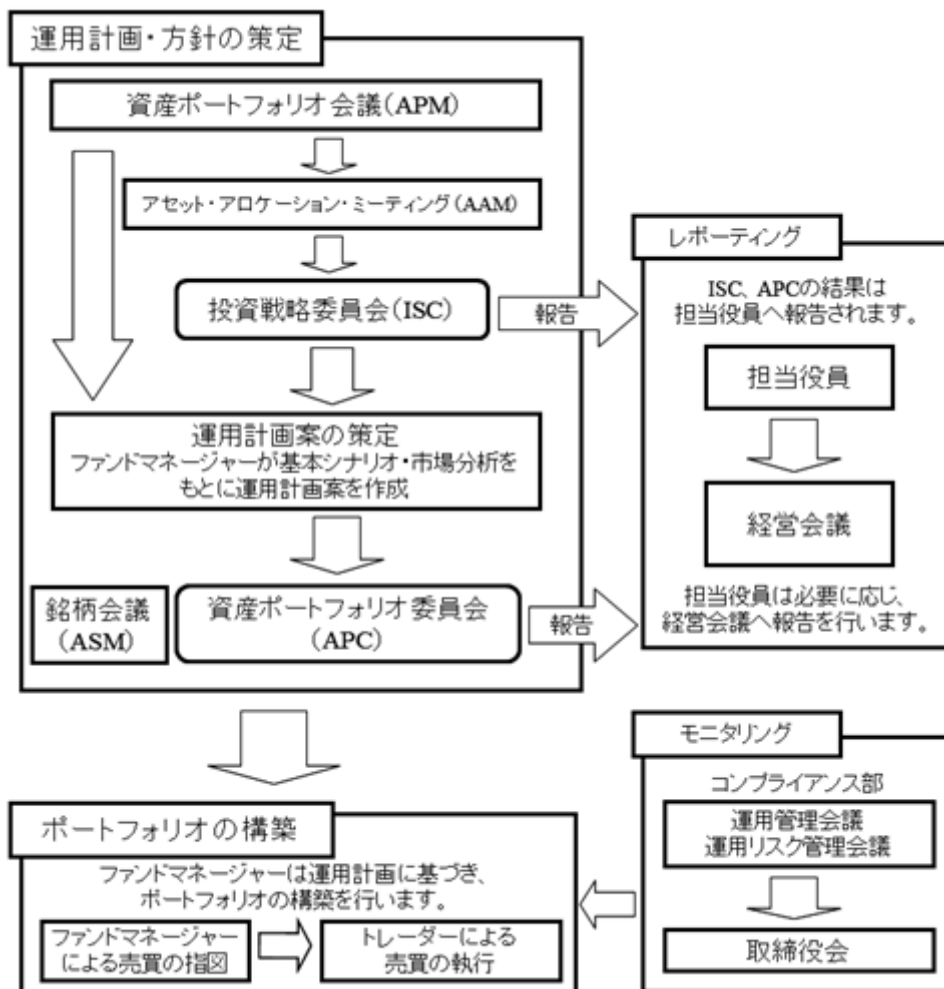 運用計画・方針の策定
資産ポートフォリオ会議(APM)
アセット・アロケーション・ミーティング(AAM)
投資戦略委員会(ISC)
報告
運用計画案の策定
ファンドマネージャーが基本シナリオ・市場分析を
もとに運用計画案を作成
銘柄会議
(ASM)
資産ポートフォリオ委員会
(APC)
報告
レポーティング
ISC、APCの結果は
担当役員へ報告されます。
担当役員
経営会議
担当役員は必要に応じ、
経営会議へ報告を行います。
ポートフォリオの構築
ファンドマネージャーは運用計画に基づき、
ポートフォリオの構築を行います。
ファンドマネージャー
による売買の指図
トレーダーによる
売買の執行
モニタリング
コンプライアンス部
運用管理会議
運用リスク管理会議
取締役会